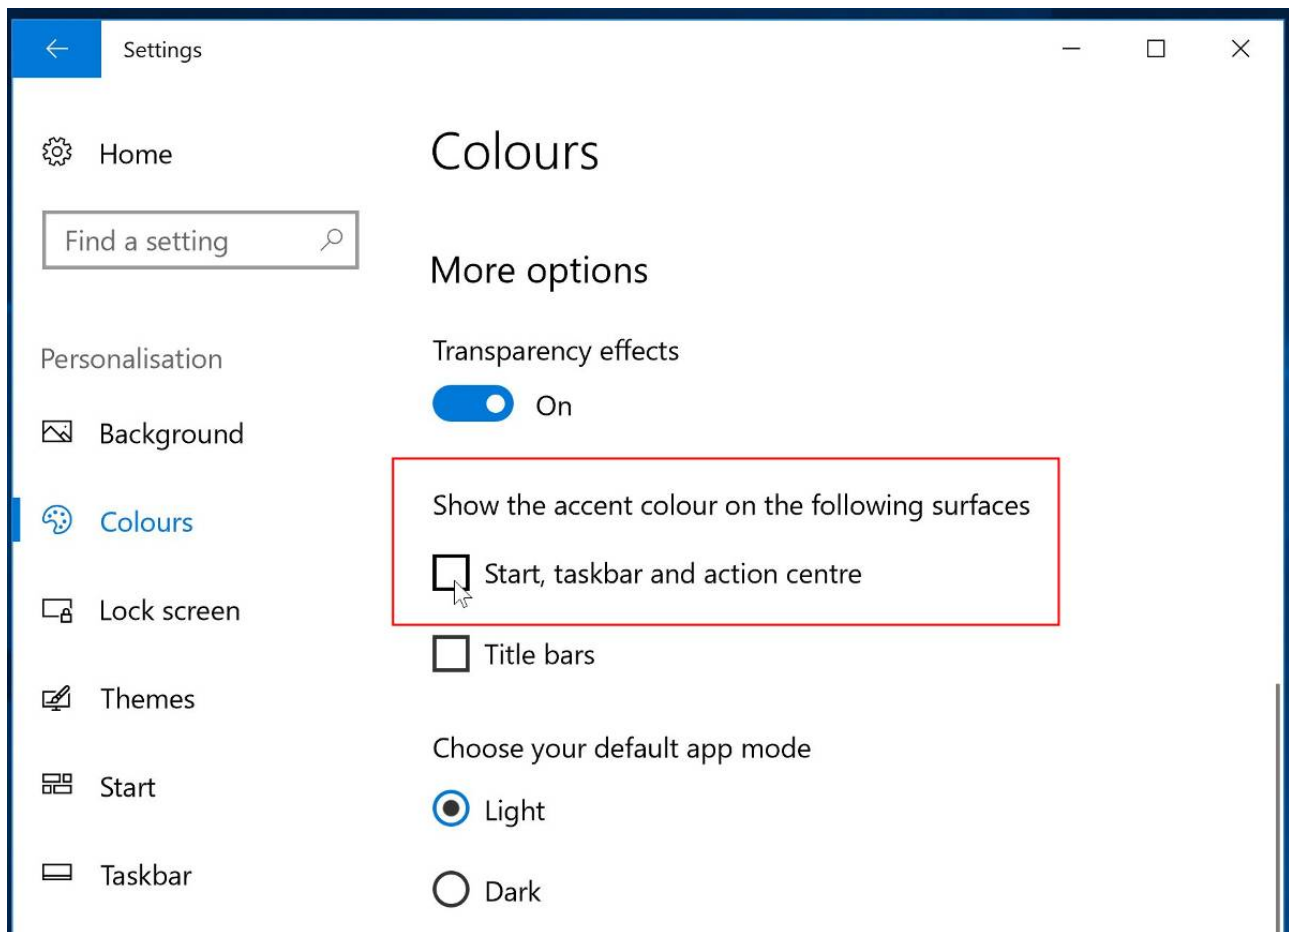 Settings
Home
Find a setting
Personalisation
Background
Colours
Lock screen
Themes
Start
Taskbar
Colours
More options
Transparency effects
On
Show the accent colour on the following surfaces
Start, taskbar and action centre
Title bars
Choose your default app mode
Light
Dark